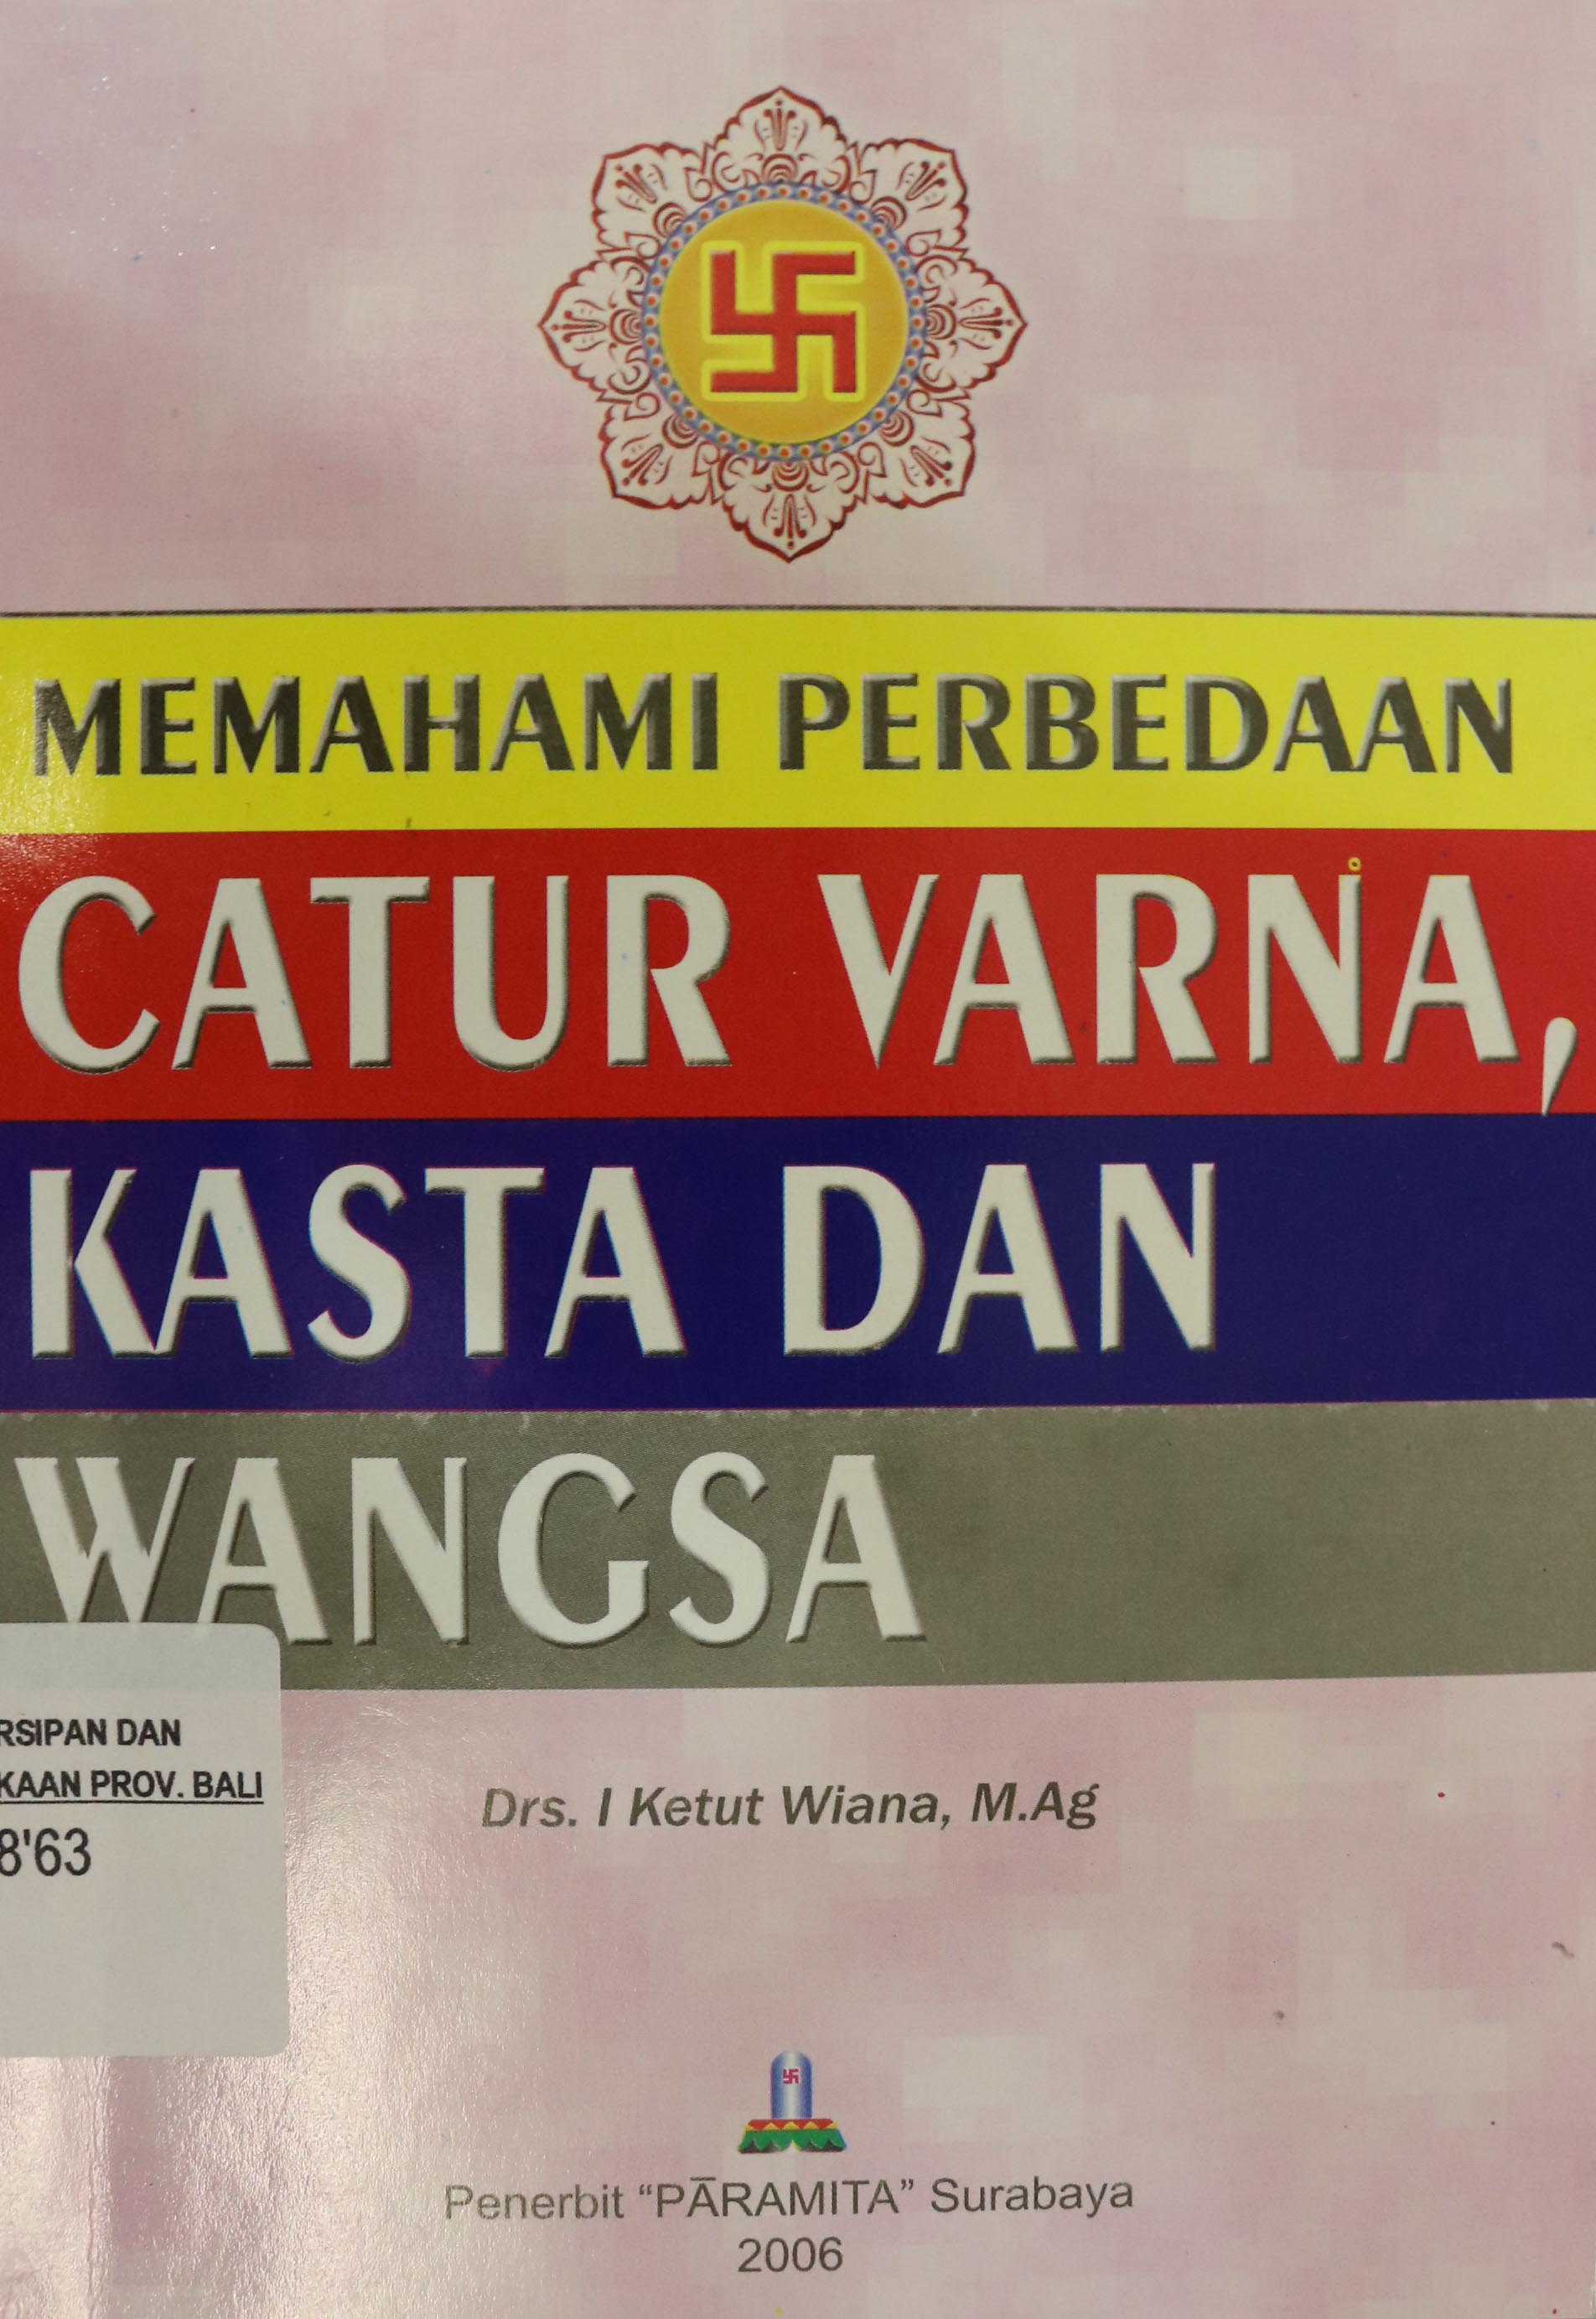 MEMAHAMI PERBEDAAN
CATUR VARṄA,
KASTA DAN
WANGSA
RSIPAN DAN
KAAN PROV. BALI
8'63
Drs. I Ketut Wiana, M.Ag
Penerbit “PĀRAMITA” Surabaya
2006